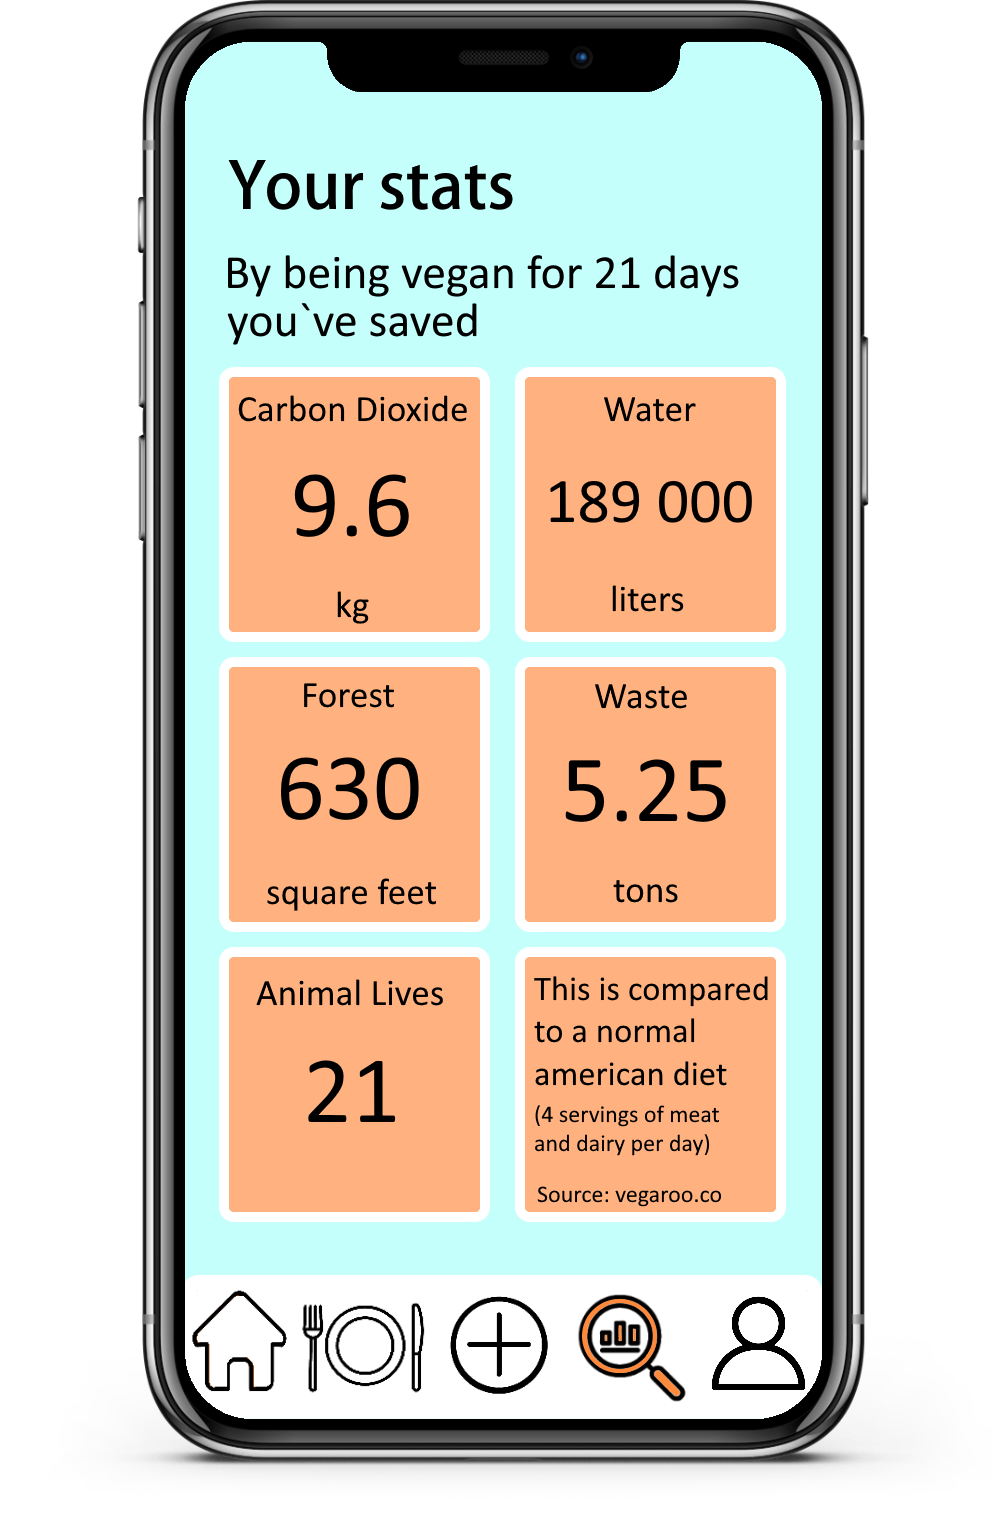 Your stats
By being vegan for 21 days
you`ve saved
Carbon Dioxide
9.6
kg
Water
189 000
liters
Forest
630
square feet
Waste
5.25
tons
Animal Lives
21
This is compared
to a normal
american diet
(4 servings of meat
and dairy per day)
Source: vegaroo.co